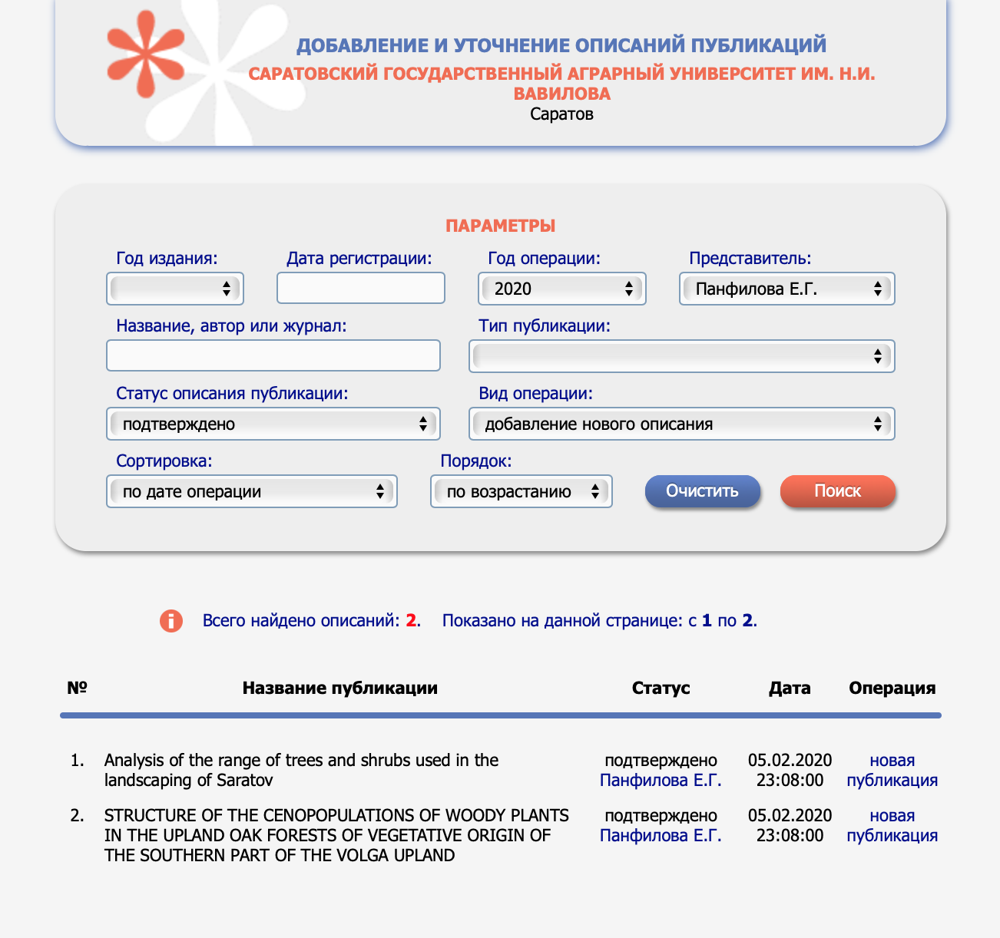 ДОБАВЛЕНИЕ И УТОЧНЕНИЕ ОПИСАНИЙ ПУБЛИКАЦИЙ
САРАТОВСКИЙ ГОСУДАРСТВЕННЫЙ АГРАРНЫЙ УНИВЕРСИТЕТ ИМ. Н.И.
ВАВИЛОВА
Саратов
ПАРАМЕТРЫ
Год издания: Дата регистрации: Год операции: Представитель:
2020 Панфилова Е.Г.
Название, автор или журнал: Тип публикации:
Статус описания публикации: Вид операции:
подтверждено добавление нового описания
Сортировка: Порядок:
по дате операции по возрастанию Очистить Поиск
Всего найдено описаний: 2. Показано на данной странице: с 1 по 2.
№ Название публикации Статус Дата Операция
1. Analysis of the range of trees and shrubs used in the подтверждено 05.02.2020 новая
landscaping of Saratov Панфилова Е.Г. 23:08:00 публикация
2. STRUCTURE OF THE CENOPOPULATIONS OF WOODY PLANTS подтверждено 05.02.2020 новая
IN THE UPLAND OAK FORESTS OF VEGETATIVE ORIGIN OF Панфилова Е.Г. 23:08:00 публикация
THE SOUTHERN PART OF THE VOLGA UPLAND